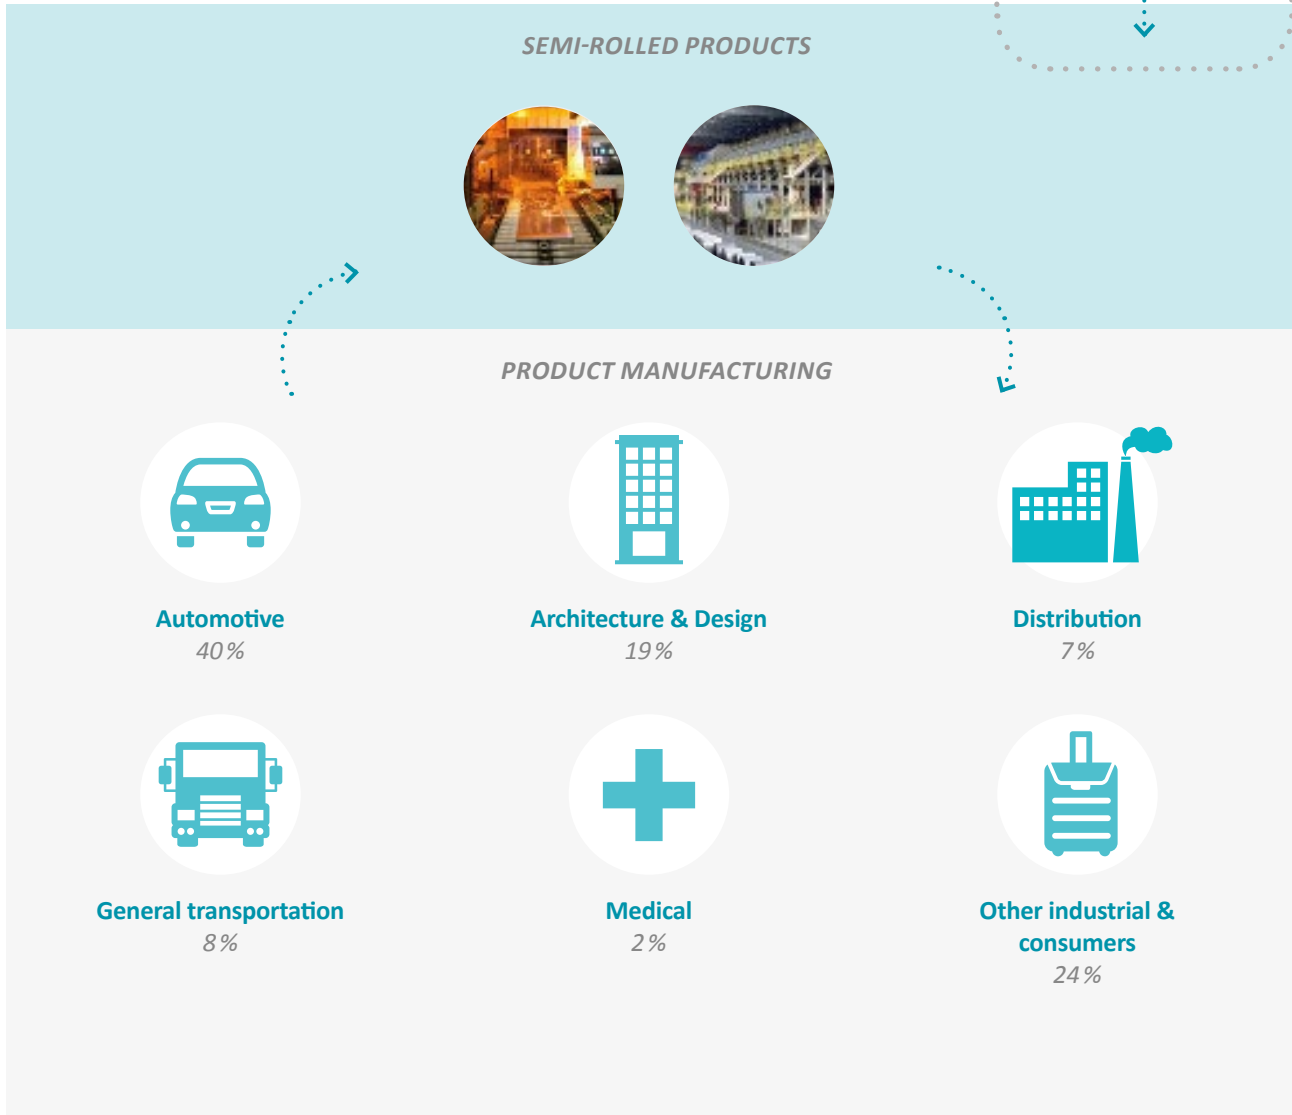 SEMI-ROLLED PRODUCTS
PRODUCT MANUFACTURING
Automotive
40%
Architecture & Design
19%
Distribution
7%
General transportation
8%
Medical
2%
Other industrial &
consumers
24%